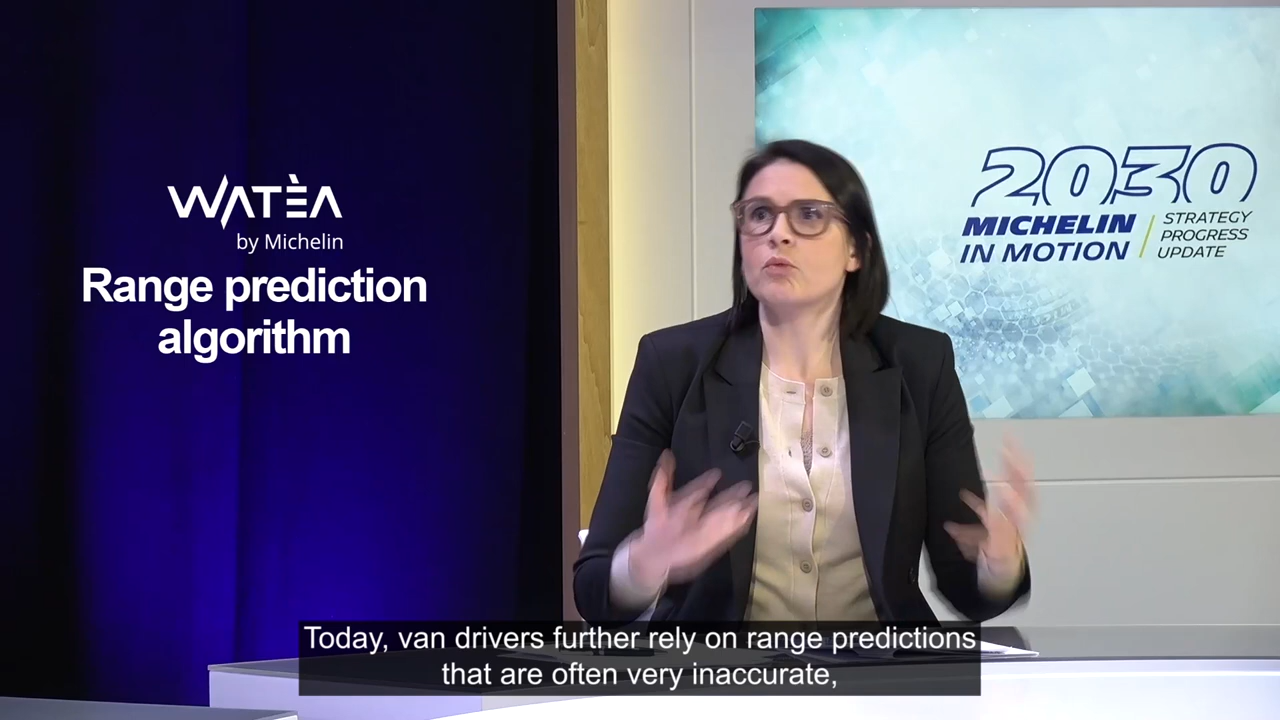 WATÈA
by Michelin
Range prediction
algorithm
2030
MICHELIN
IN MOTION
STRATEGY
PROGRESS
UPDATE
Today, van drivers further rely on range predictions
that are often very inaccurate,